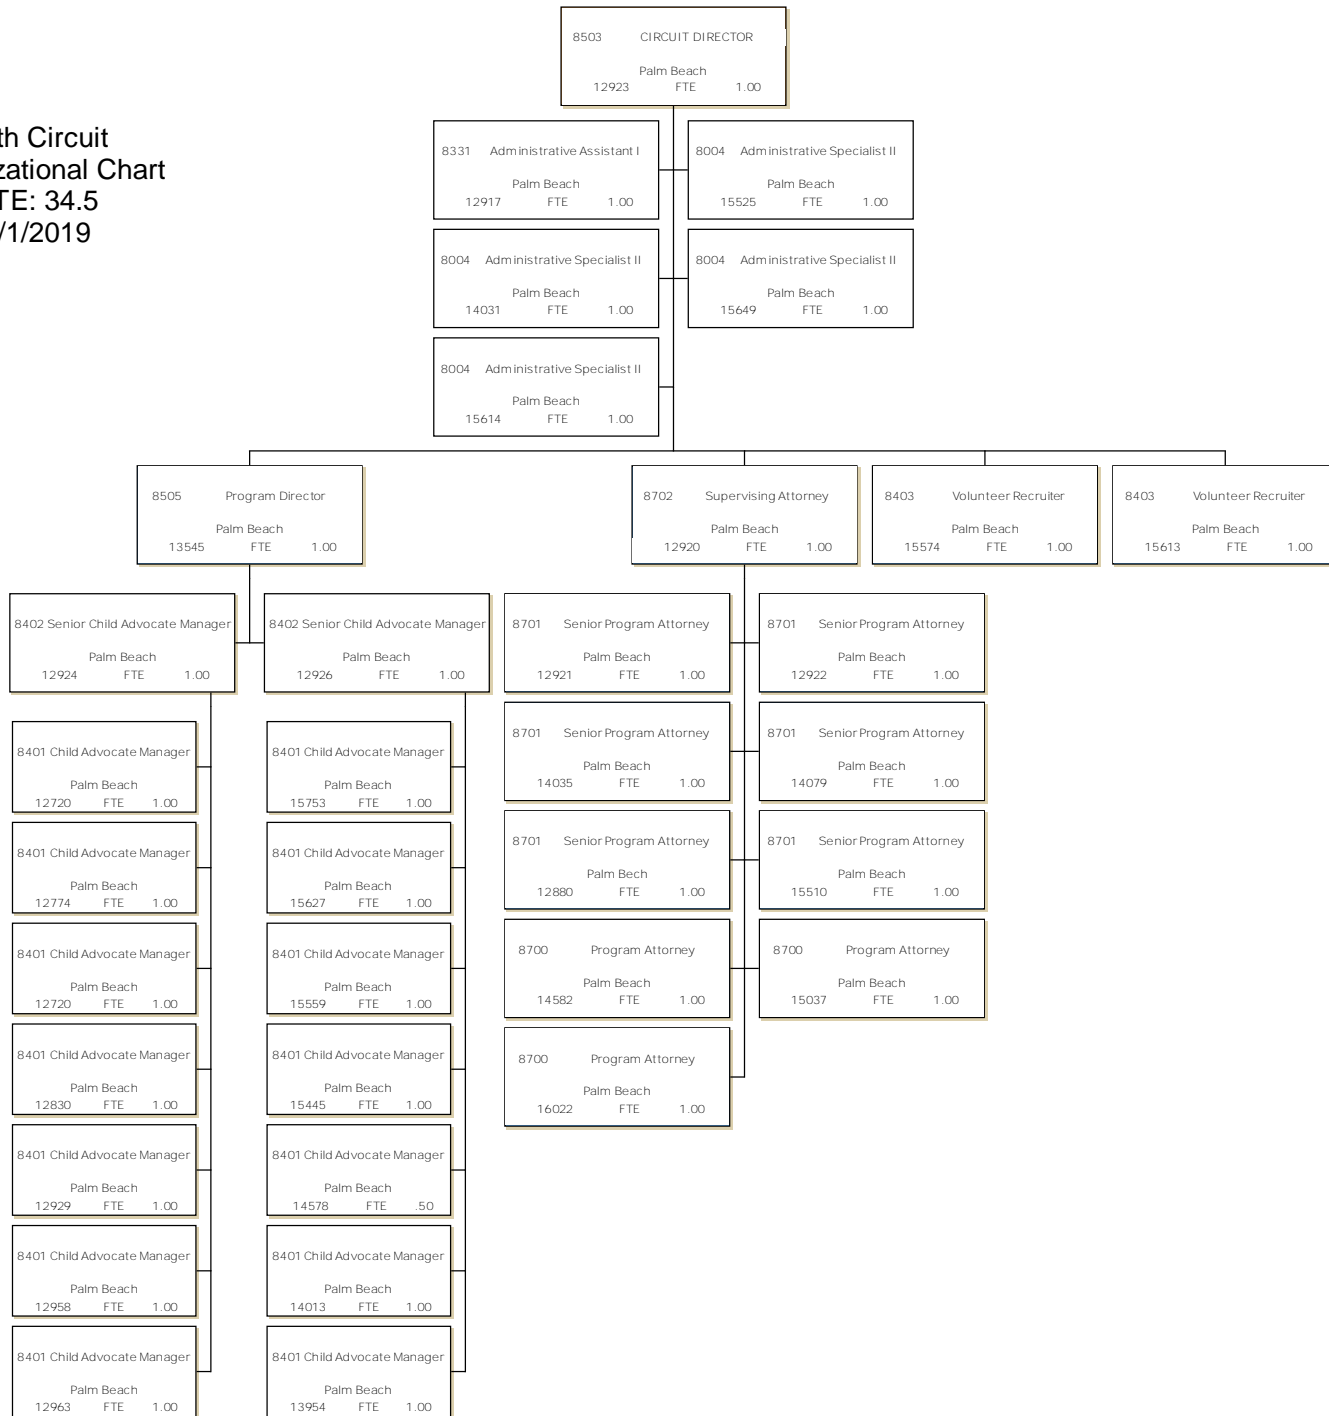 8503 CIRCUIT DIRECTOR
Palm Beach
12923 FTE 1.00
th Circuit
zational Chart
TE: 34.5
/1/2019
8331 Administrative Assistant I
Palm Beach
12917 FTE 1.00
8004 Administrative Specialist II
Palm Beach
15525 FTE 1.00
8004 Administrative Specialist II
Palm Beach
14031 FTE 1.00
8004 Administrative Specialist II
Palm Beach
15649 FTE 1.00
8004 Administrative Specialist II
Palm Beach
15614 FTE 1.00
8505 Program Director
Palm Beach
13545 FTE 1.00
8702 Supervising Attorney
Palm Beach
12920 FTE 1.00
8403 Volunteer Recruiter
Palm Beach
15574 FTE 1.00
8403 Volunteer Recruiter
Palm Beach
15613 FTE 1.00
8402 Senior Child Advocate Manager
Palm Beach
12924 FTE 1.00
8402 Senior Child Advocate Manager
Palm Beach
12926 FTE 1.00
8401 Child Advocate Manager
Palm Beach
12720 FTE 1.00
8401 Child Advocate Manager
Palm Beach
12774 FTE 1.00
8401 Child Advocate Manager
Palm Beach
12720 FTE 1.00
8401 Child Advocate Manager
Palm Beach
12830 FTE 1.00
8401 Child Advocate Manager
Palm Beach
12929 FTE 1.00
8401 Child Advocate Manager
Palm Beach
12958 FTE 1.00
8401 Child Advocate Manager
Palm Beach
12963 FTE 1.00
8401 Child Advocate Manager
Palm Beach
15753 FTE 1.00
8401 Child Advocate Manager
Palm Beach
15627 FTE 1.00
8401 Child Advocate Manager
Palm Beach
15559 FTE 1.00
8401 Child Advocate Manager
Palm Beach
15445 FTE 1.00
8401 Child Advocate Manager
Palm Beach
14578 FTE .50
8401 Child Advocate Manager
Palm Beach
14013 FTE 1.00
8401 Child Advocate Manager
Palm Beach
13954 FTE 1.00
8701 Senior Program Attorney
Palm Beach
12921 FTE 1.00
8701 Senior Program Attorney
Palm Beach
12922 FTE 1.00
8701 Senior Program Attorney
Palm Beach
14035 FTE 1.00
8701 Senior Program Attorney
Palm Beach
14079 FTE 1.00
8701 Senior Program Attorney
Palm Bech
12880 FTE 1.00
8701 Senior Program Attorney
Palm Beach
15510 FTE 1.00
8700 Program Attorney
Palm Beach
14582 FTE 1.00
8700 Program Attorney
Palm Beach
15037 FTE 1.00
8700 Program Attorney
Palm Beach
16022 FTE 1.00